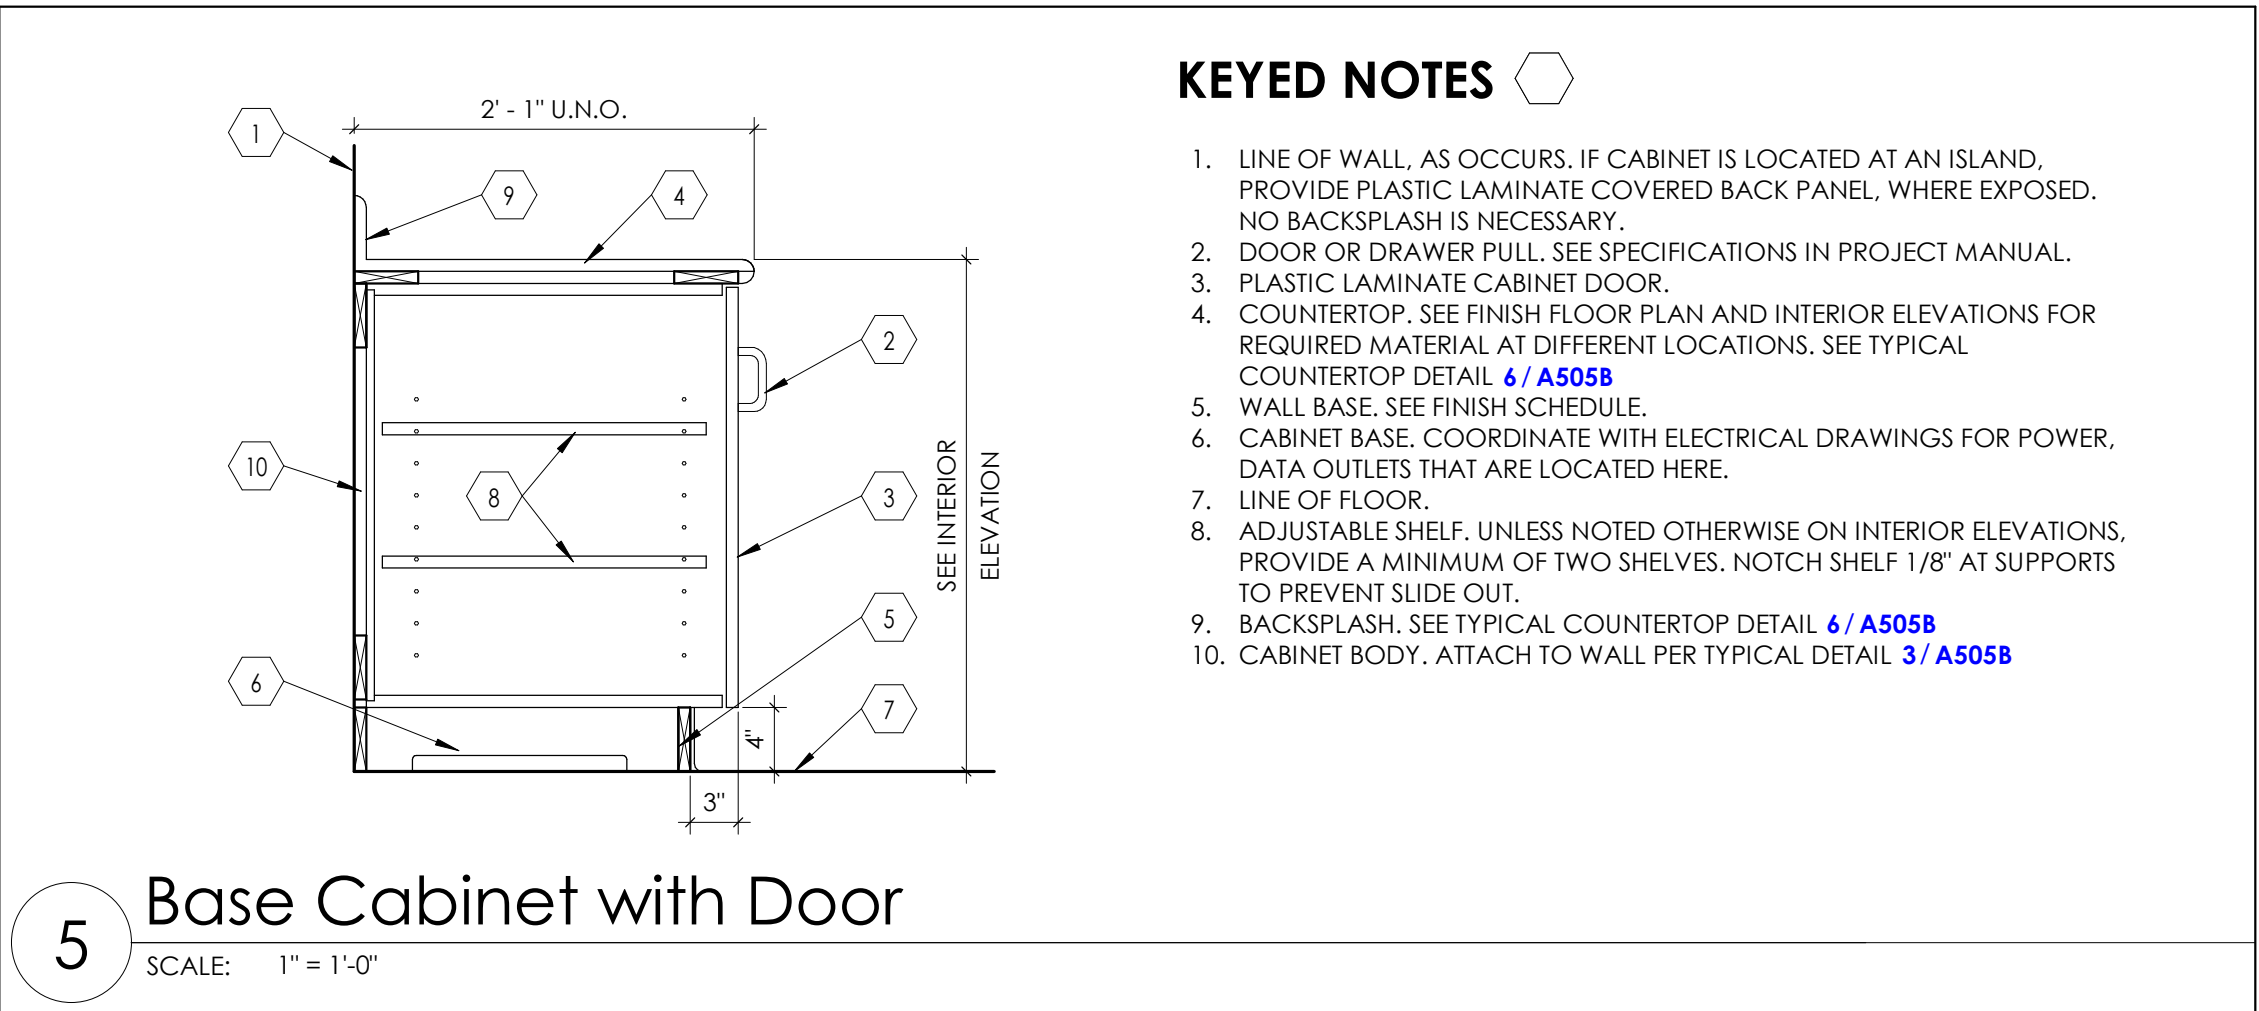 KEYED NOTES
2' - 1" U.N.O.
1
9
4
2
10
8
3
5
6
7
SEE INTERIOR
ELEVATION
4"
3"
1. LINE OF WALL, AS OCCURS. IF CABINET IS LOCATED AT AN ISLAND,
PROVIDE PLASTIC LAMINATE COVERED BACK PANEL, WHERE EXPOSED.
NO BACKSPLASH IS NECESSARY.
2. DOOR OR DRAWER PULL. SEE SPECIFICATIONS IN PROJECT MANUAL.
3. PLASTIC LAMINATE CABINET DOOR.
4. COUNTERTOP. SEE FINISH FLOOR PLAN AND INTERIOR ELEVATIONS FOR
REQUIRED MATERIAL AT DIFFERENT LOCATIONS. SEE TYPICAL
COUNTERTOP DETAIL 6 / A505B
5. WALL BASE. SEE FINISH SCHEDULE.
6. CABINET BASE. COORDINATE WITH ELECTRICAL DRAWINGS FOR POWER,
DATA OUTLETS THAT ARE LOCATED HERE.
7. LINE OF FLOOR.
8. ADJUSTABLE SHELF. UNLESS NOTED OTHERWISE ON INTERIOR ELEVATIONS,
PROVIDE A MINIMUM OF TWO SHELVES. NOTCH SHELF 1/8" AT SUPPORTS
TO PREVENT SLIDE OUT.
9. BACKSPLASH. SEE TYPICAL COUNTERTOP DETAIL 6 / A505B
10. CABINET BODY. ATTACH TO WALL PER TYPICAL DETAIL 3 / A505B
5
Base Cabinet with Door
SCALE: 1" = 1'-0"